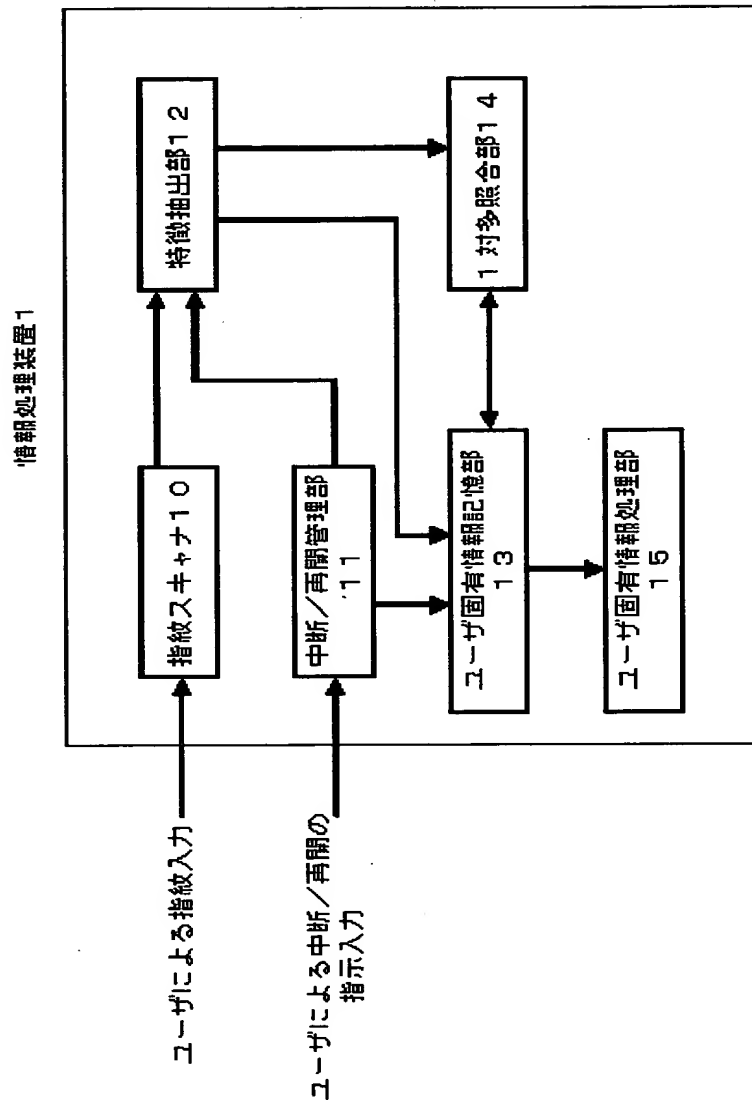 情報処理装置1
ユーザによる指紋入力
指紋スキャナ10
特徴抽出部12
ユーザによる中断／再開の
指示入力
中断／再開管理部
11
ユーザ固有情報記憶部
13
1対多照合部14
ユーザ固有情報処理部
15